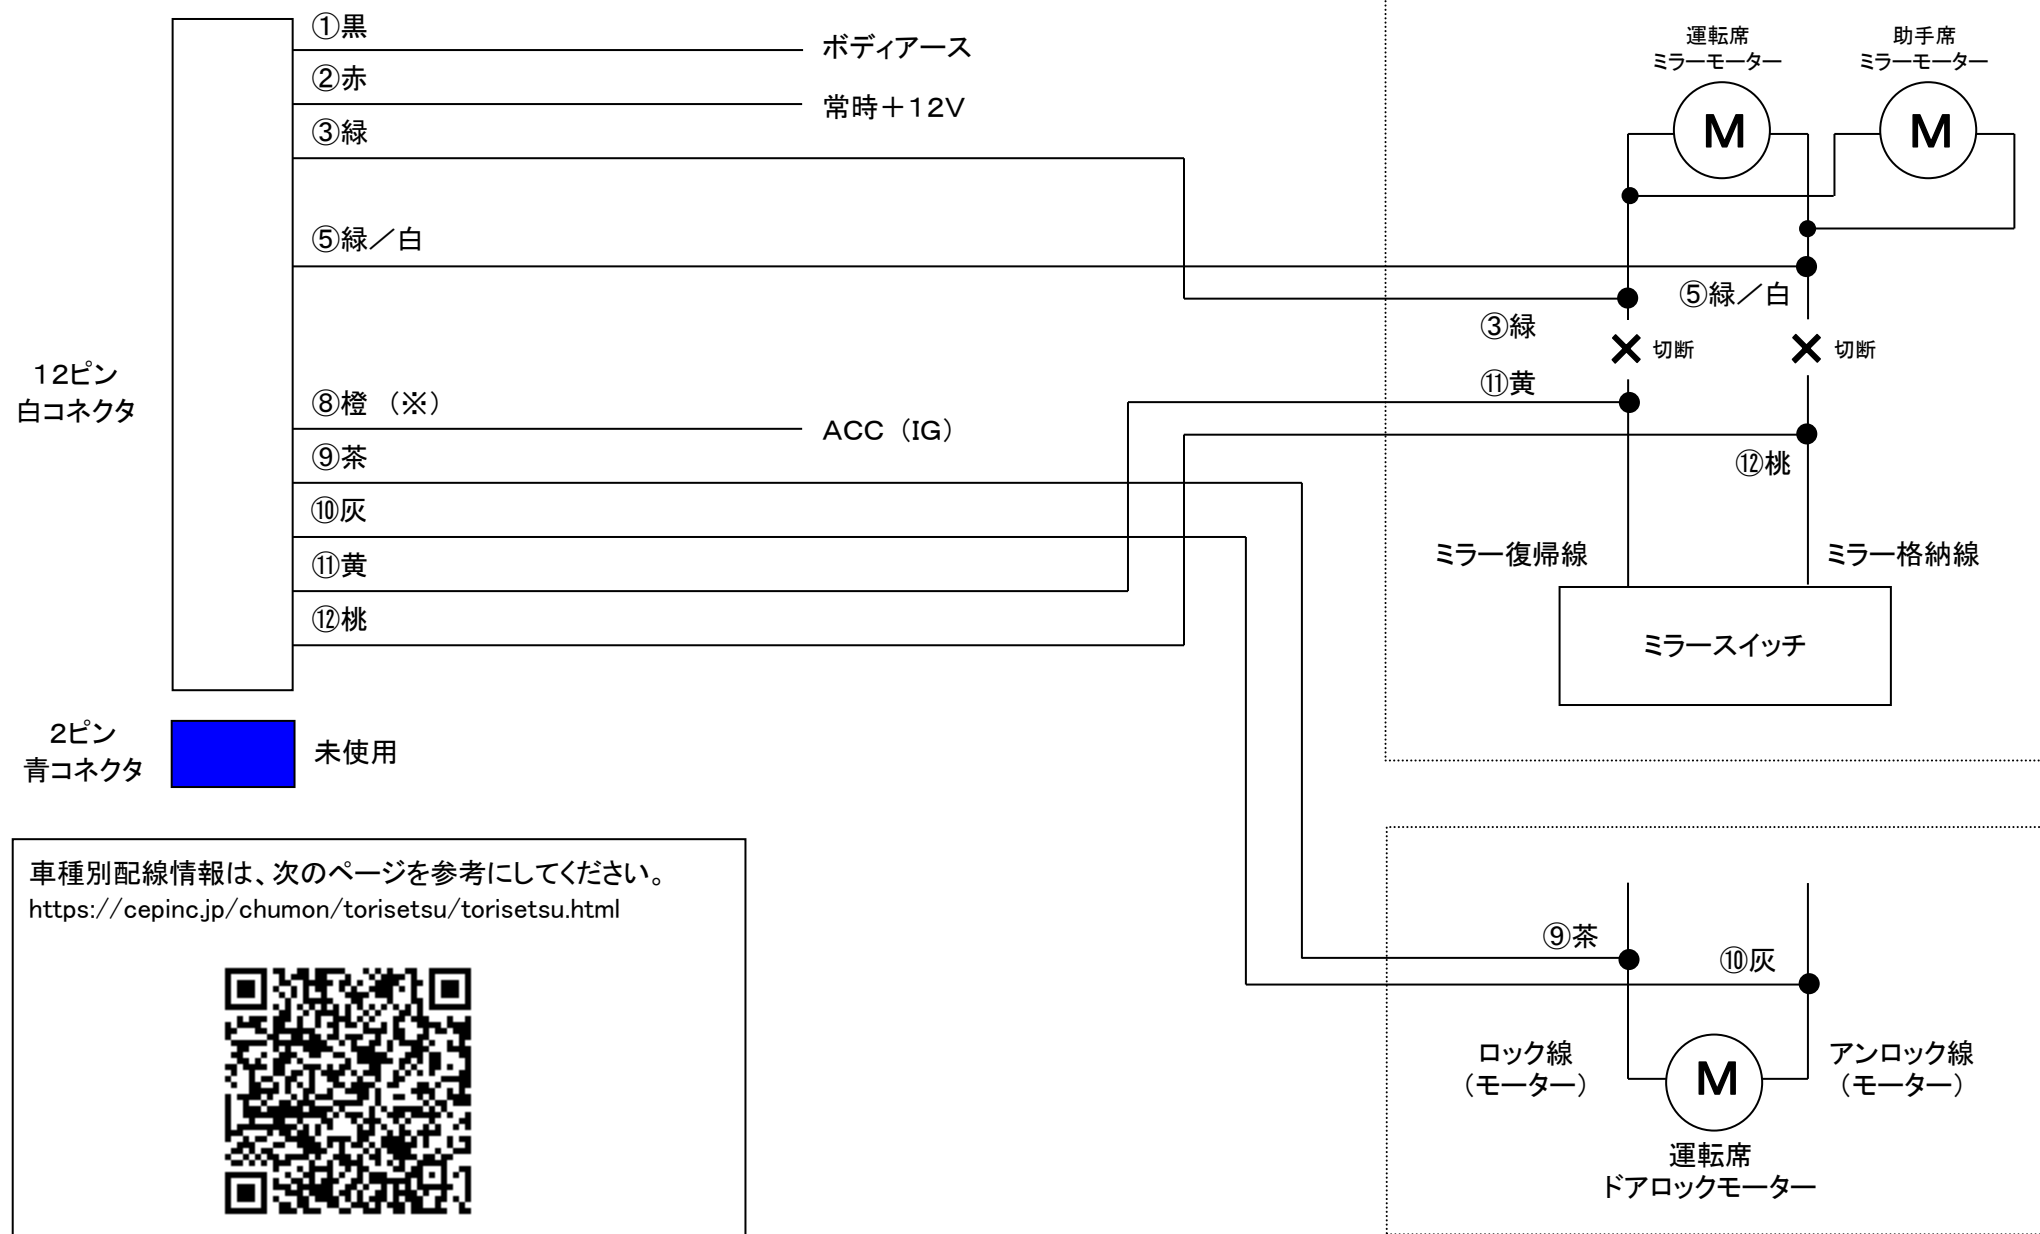 ①黒
ボディアース
②赤
常時＋12V
③緑
⑤緑／白
12ピン
白コネクタ
⑧橙 （※）
ACC（IG）
⑨茶
⑩灰
⑪黄
⑫桃
2ピン
青コネクタ
未使用
車種別配線情報は、次のページを参考にしてください。
https://cepinc.jp/chumon/torisetsu/torisetsu.html
運転席
ミラーモーター
助手席
ミラーモーター
M
M
⑤緑／白
③緑
切断
切断
⑪黄
⑫桃
ミラー復帰線
ミラー格納線
ミラースイッチ
⑨茶
⑩灰
ロック線
（モーター）
M
アンロック線
（モーター）
運転席
ドアロックモーター